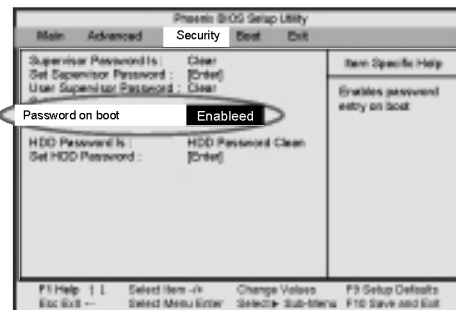 Phoenix BIOS Setup Utility
Main Advanced Security Boot Exit
Supervisor Password Is : Clear
Set Supervisor Password : [Enter]
User Supervisor Password : Clear
Password on boot Enableed
HDD Password Is : HDD Password Clean
Set HDD Password : [Enter]
Item Specific Help
Enables password
entry on boot
F1 Help ↑ ↓ Select Item -/+ Change Values F9 Setup Defaults
Esc Exit ← Select Menu Enter Select ▶ Sub-Menu F10 Save and Exit